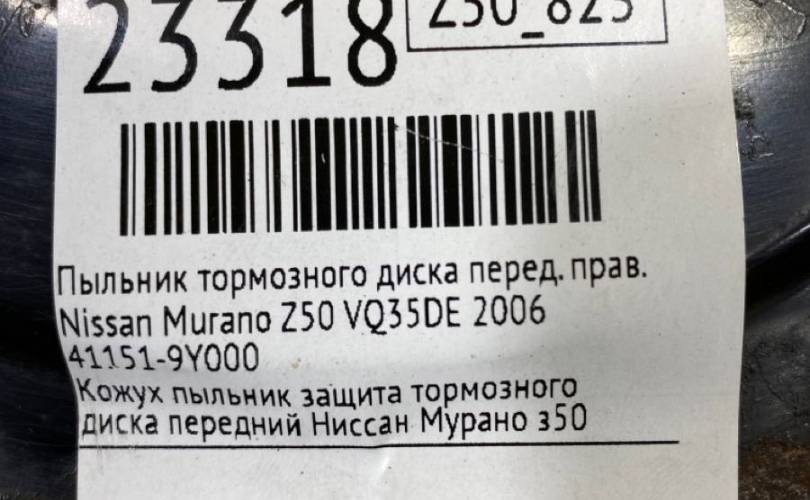 23318
Z50_823
Пыльник тормозного диска перед. прав.
Nissan Murano Z50 VQ35DE 2006
41151-9Y000
Кожух пыльник защита тормозного
диска передний Ниссан Мурано з50